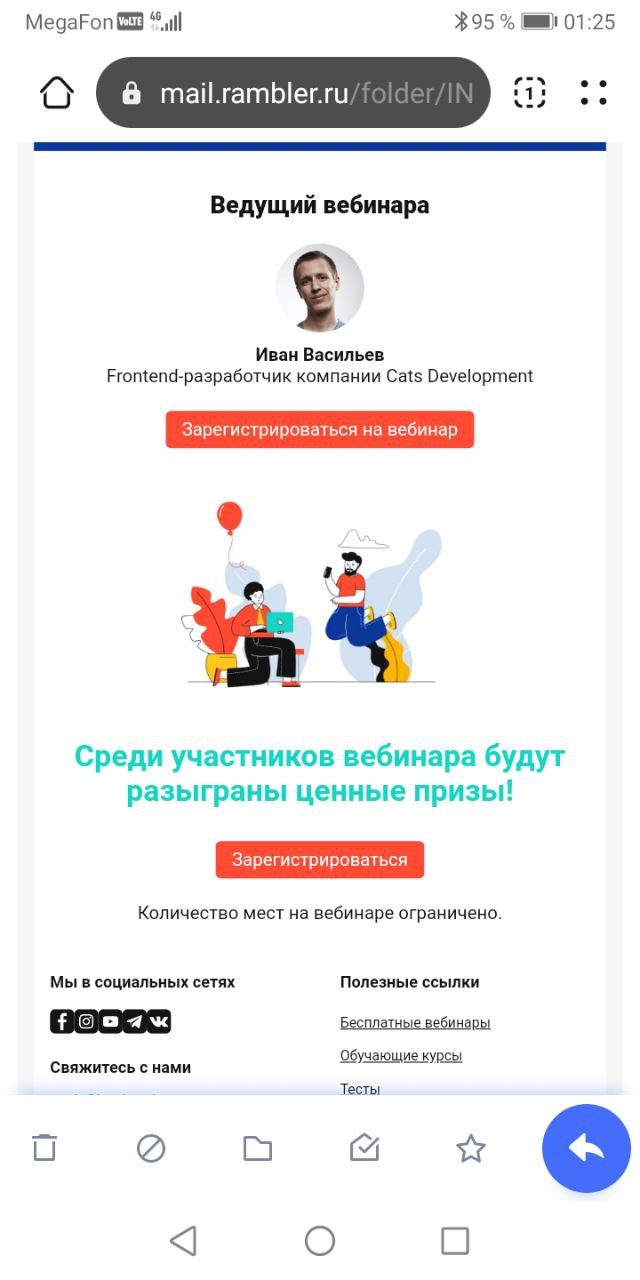 MegaFon VoLTE 4G 95 % 01:25
mail.rambler.ru/folder/IN
1
Ведущий вебинара
Иван Васильев
Frontend-разработчик компании Cats Development
Зарегистрироваться на вебинар
Среди участников вебинара будут
разыграны ценные призы!
Зарегистрироваться
Количество мест на вебинаре ограничено.
Мы в социальных сетях
Полезные ссылки
Бесплатные вебинары
Обучающие курсы
Свяжитесь с нами
Тесты